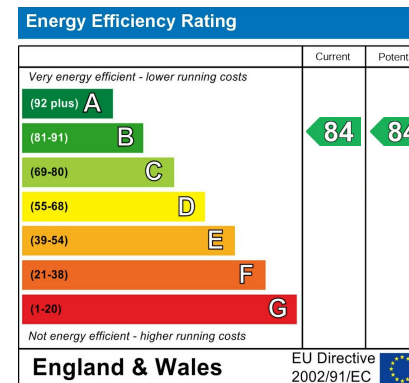 Energy Efficiency Rating
Current Potent
Very energy efficient - lower running costs
(92 plus) A
(81-91) B 84 84
(69-80) C
(55-68) D
(39-54) E
(21-38) F
(1-20) G
Not energy efficient - higher running costs
England & Wales
EU Directive
2002/91/EC